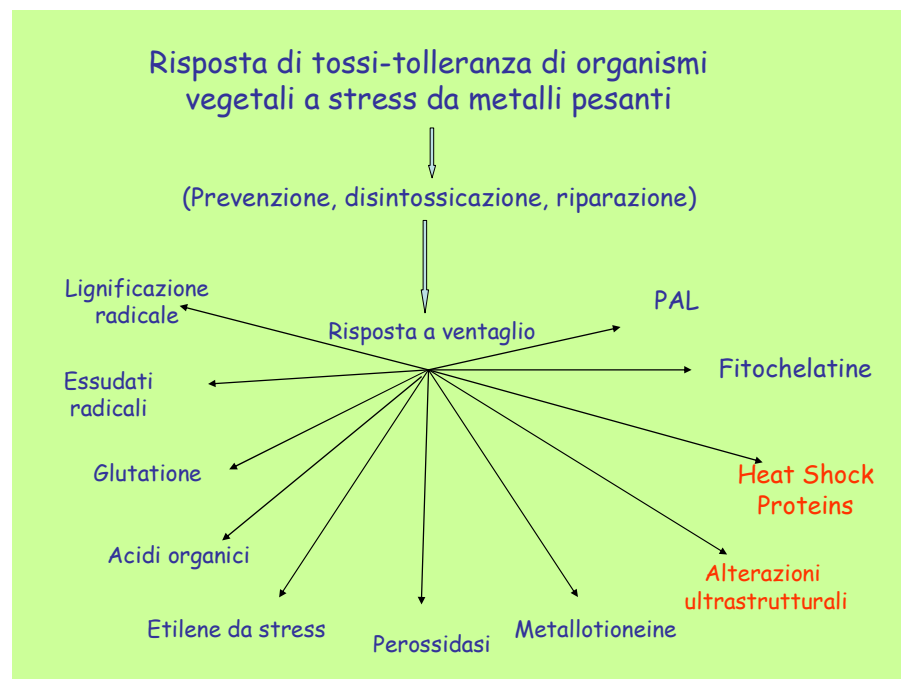 Risposta di tossi-tolleranza di organismi
vegetali a stress da metalli pesanti
(Prevenzione, disintossicazione, riparazione)
Lignificazione
radicale
Risposta a ventaglio
PAL
Essudati
radicali
Fitochelatine
Glutatione
Heat Shock
Proteins
Acidi organici
Alterazioni
ultrastrutturali
Etilene da stress
Perossidasi
Metallotioneine